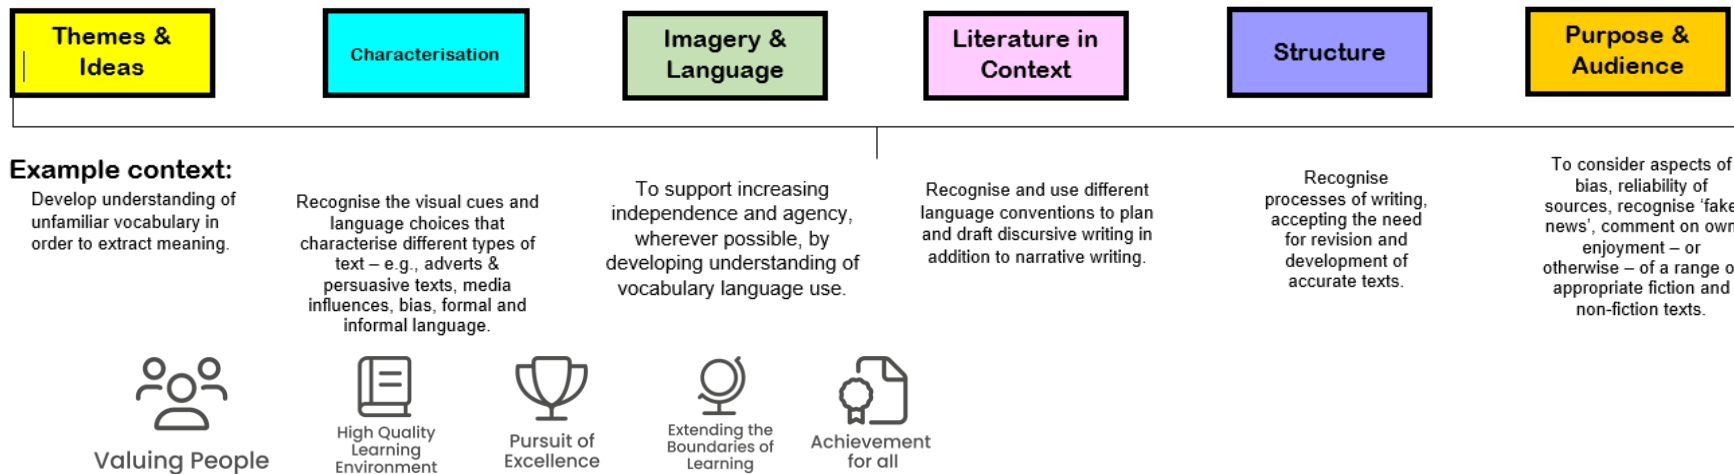 Themes &
Ideas
Characterisation
Imagery &
Language
Literature in
Context
Structure
Purpose &
Audience
Example context:
Develop understanding of
unfamiliar vocabulary in
order to extract meaning.
Recognise the visual cues and
language choices that
characterise different types of
text – e.g., adverts &
persuasive texts, media
influences, bias, formal and
informal language.
To support increasing
independence and agency,
wherever possible, by
developing understanding of
vocabulary language use.
Recognise and use different
language conventions to plan
and draft discursive writing in
addition to narrative writing.
Recognise
processes of writing,
accepting the need
for revision and
development of
accurate texts.
To consider aspects of
bias, reliability of
sources, recognise ‘fake
news’, comment on own
enjoyment – or
otherwise – of a range o
appropriate fiction and
non-fiction texts.
Valuing People
High Quality
Learning
Environment
Pursuit of
Excellence
Extending the
Boundaries of
Learning
Achievement
for all